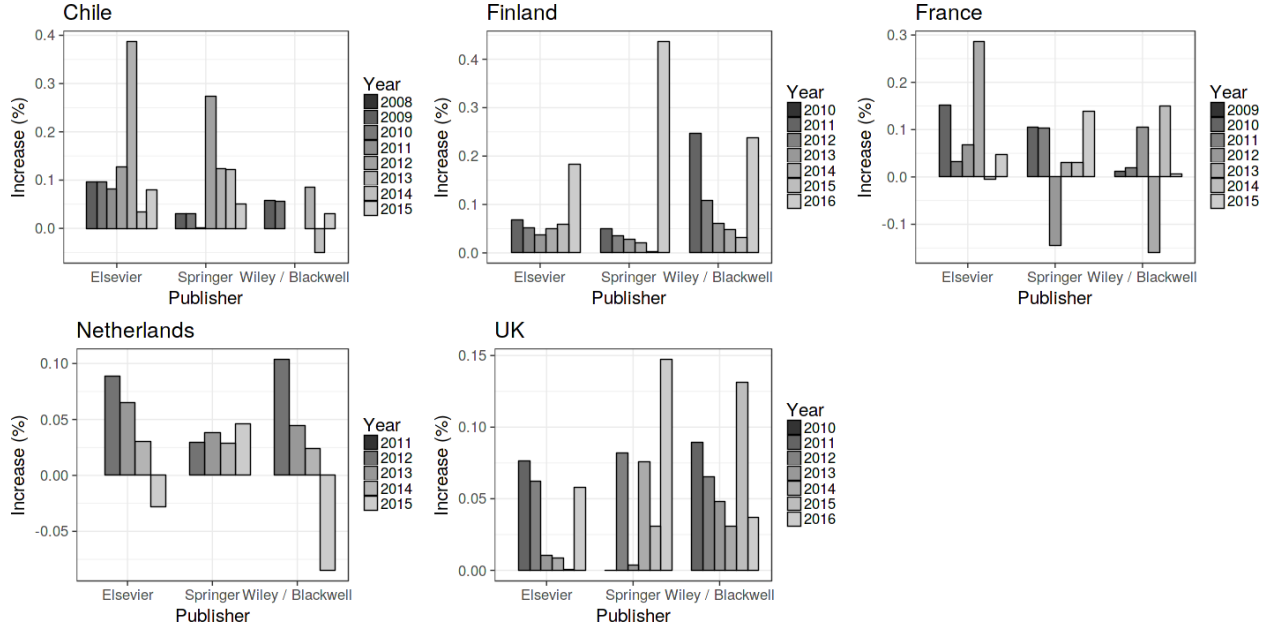 Chile
Increase (%)
0.4
0.3
0.2
0.1
0.0
Elsevier Springer Wiley / Blackwell
Publisher
Year
2008
2009
2010
2011
2012
2013
2014
2015
Finland
Increase (%)
0.4
0.3
0.2
0.1
0.0
Elsevier Springer Wiley / Blackwell
Publisher
Year
2010
2011
2012
2013
2014
2015
2016
France
Increase (%)
0.3
0.2
0.1
0.0
-0.1
Elsevier Springer Wiley / Blackwell
Publisher
Year
2009
2010
2011
2012
2013
2014
2015
Netherlands
Increase (%)
0.10
0.05
0.00
-0.05
Elsevier Springer Wiley / Blackwell
Publisher
Year
2011
2012
2013
2014
2015
UK
Increase (%)
0.15
0.10
0.05
0.00
Elsevier Springer Wiley / Blackwell
Publisher
Year
2010
2011
2012
2013
2014
2015
2016